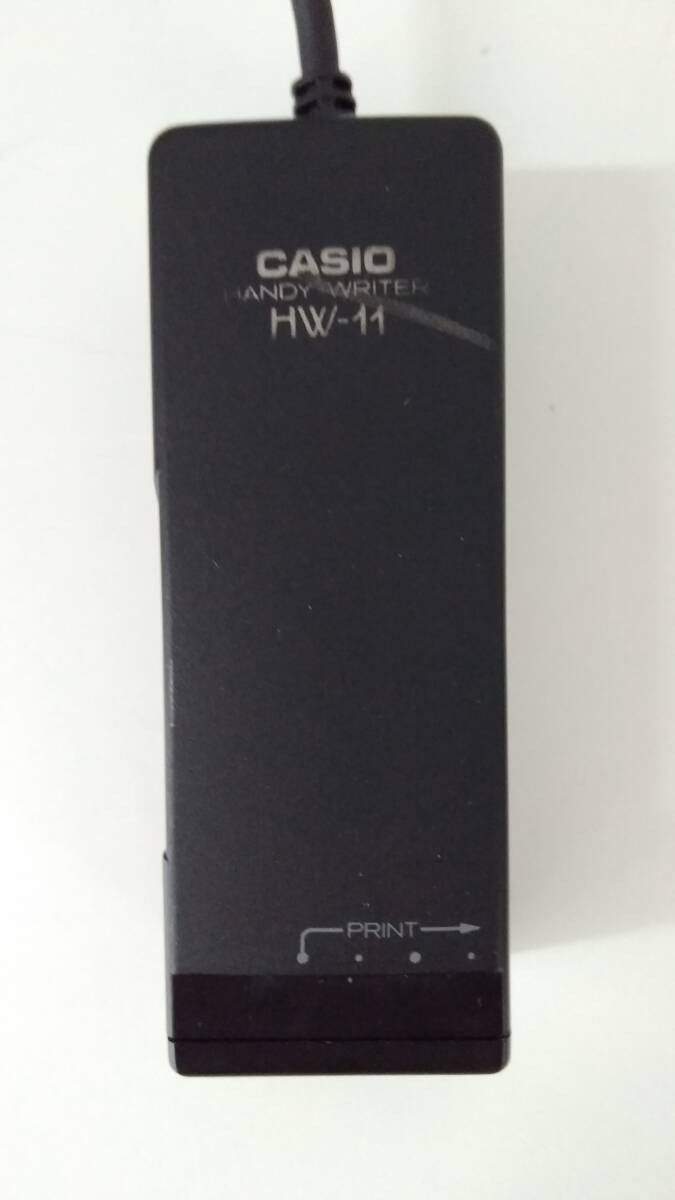 CASIO
HANDY WRITER
HW-11
PRINT